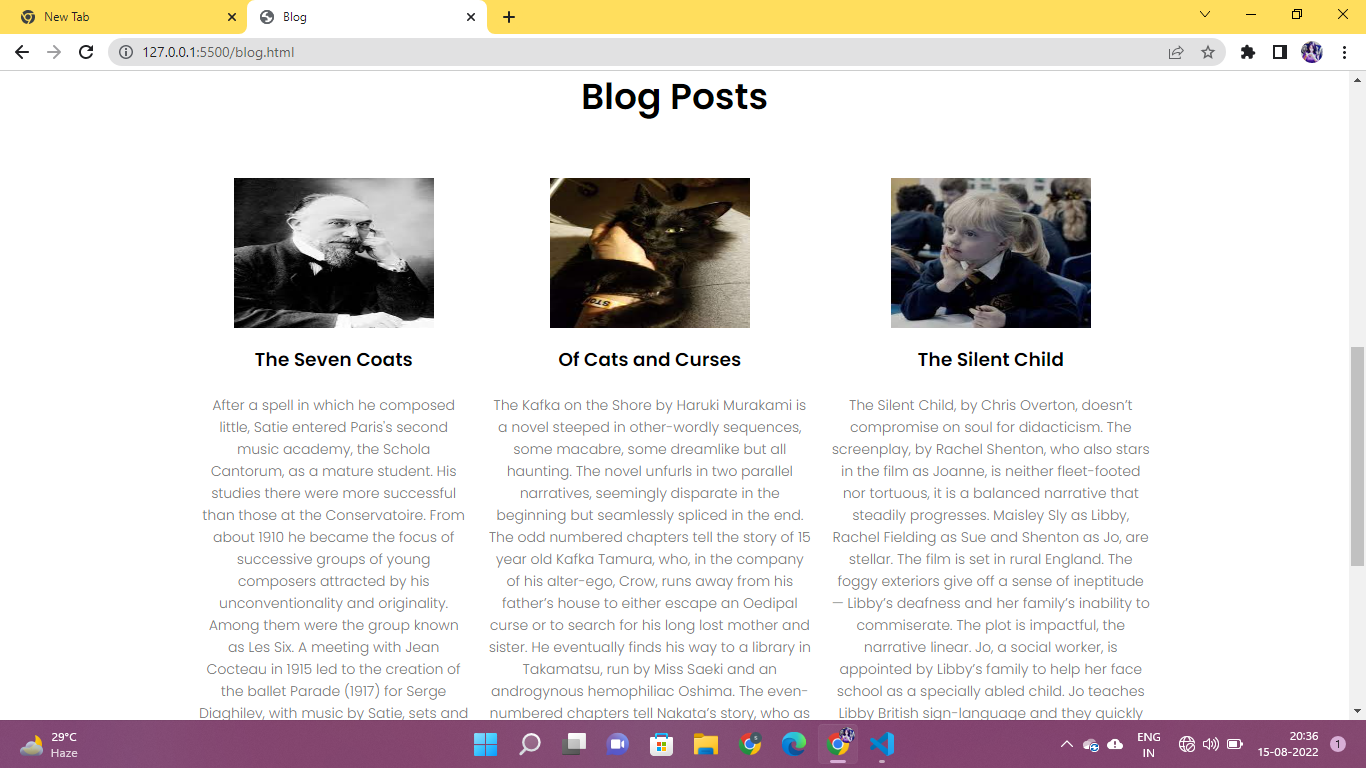 New Tab
Blog
127.0.0.1:5500/blog.html
Blog Posts
The Seven Coats
After a spell in which he composed
little, Satie entered Paris's second
music academy, the Schola
Cantorum, as a mature student. His
studies there were more successful
than those at the Conservatoire. From
about 1910 he became the focus of
successive groups of young
composers attracted by his
unconventionality and originality.
Among them were the group known
as Les Six. A meeting with Jean
Cocteau in 1915 led to the creation of
the ballet Parade (1917) for Serge
Diaghilev, with music by Satie, sets and
Of Cats and Curses
The Kafka on the Shore by Haruki Murakami is
a novel steeped in other-wordly sequences,
some macabre, some dreamlike but all
haunting. The novel unfurls in two parallel
narratives, seemingly disparate in the
beginning but seamlessly spliced in the end.
The odd numbered chapters tell the story of 15
year old Kafka Tamura, who, in the company
of his alter-ego, Crow, runs away from his
father’s house to either escape an Oedipal
curse or to search for his long lost mother and
sister. He eventually finds his way to a library in
Takamatsu, run by Miss Saeki and an
androgynous hemophiliac Oshima. The even-
numbered chapters tell Nakata’s story, who as
The Silent Child
The Silent Child, by Chris Overton, doesn’t
compromise on soul for didacticism. The
screenplay, by Rachel Shenton, who also stars
in the film as Joanne, is neither fleet-footed
nor tortuous, it is a balanced narrative that
steadily progresses. Maisley Sly as Libby,
Rachel Fielding as Sue and Shenton as Jo, are
stellar. The film is set in rural England. The
foggy exteriors give off a sense of ineptitude
— Libby’s deafness and her family’s inability to
commiserate. The plot is impactful, the
narrative linear. Jo, a social worker, is
appointed by Libby’s family to help her face
school as a specially abled child. Jo teaches
Libby British sign-language and they quickly
29°C
Haze
ENG
IN
20:36
15-08-2022
1